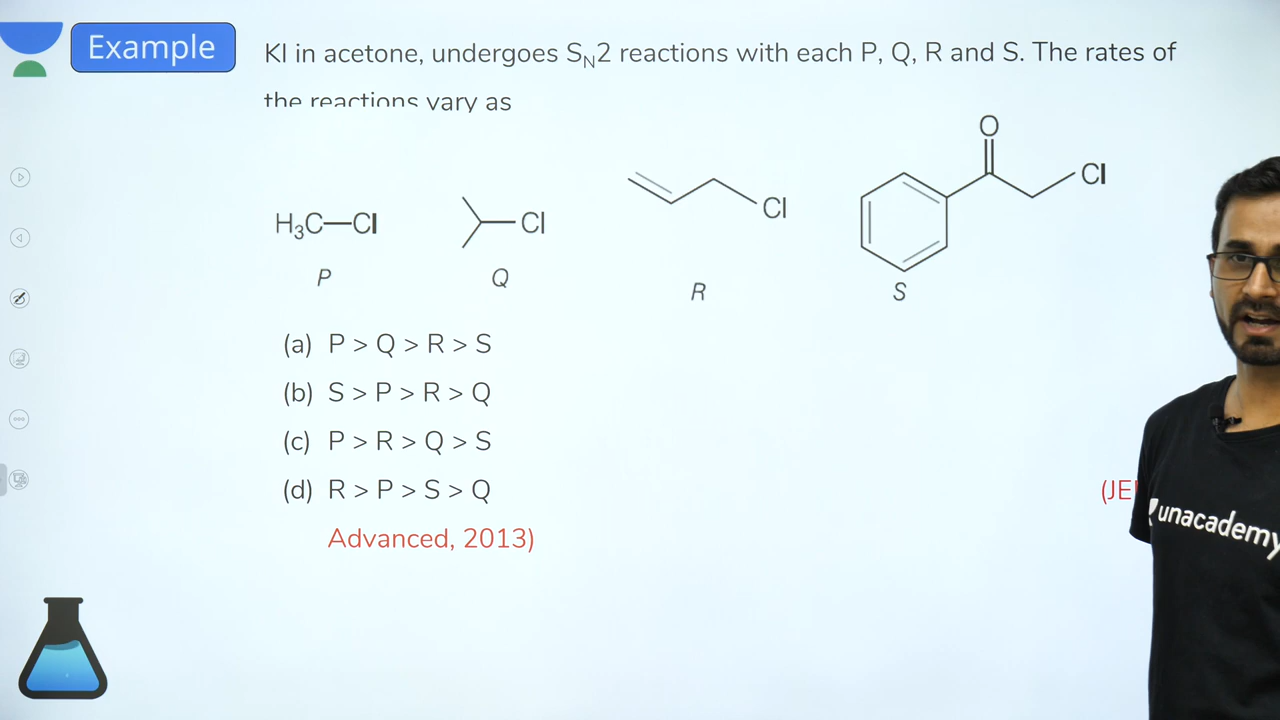 Example
KI in acetone, undergoes SN2 reactions with each P, Q, R and S. The rates of
the reactions vary as
O
Cl
H3C—Cl
Cl
Cl
P
Q
R
S
(a) P > Q > R > S
(b) S > P > R > Q
(c) P > R > Q > S
(d) R > P > S > Q
(JE
Advanced, 2013)
unacademy